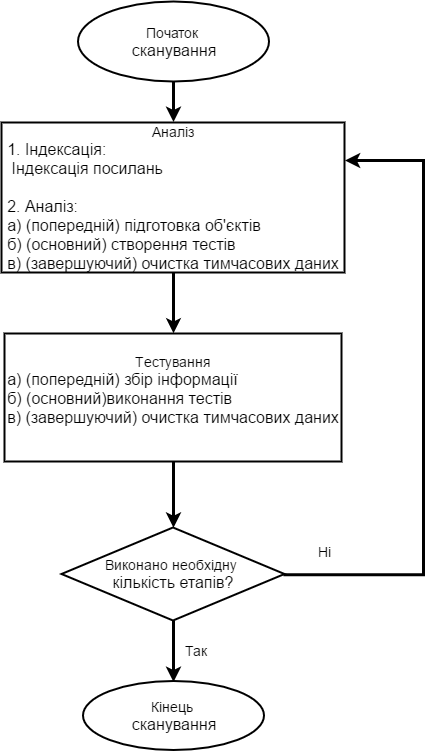 Початок
сканування
Аналіз
1. Індексація:
Індексація посилань
2. Аналіз:
а) (попередній) підготовка об'єктів
б) (основний) створення тестів
в) (завершуючий) очистка тимчасових даних
Тестування
а) (попередній) збір інформації
б) (основний)виконання тестів
в) (завершуючий) очистка тимчасових даних
Виконано необхідну
кількість етапів?
Ні
Так
Кінець
сканування